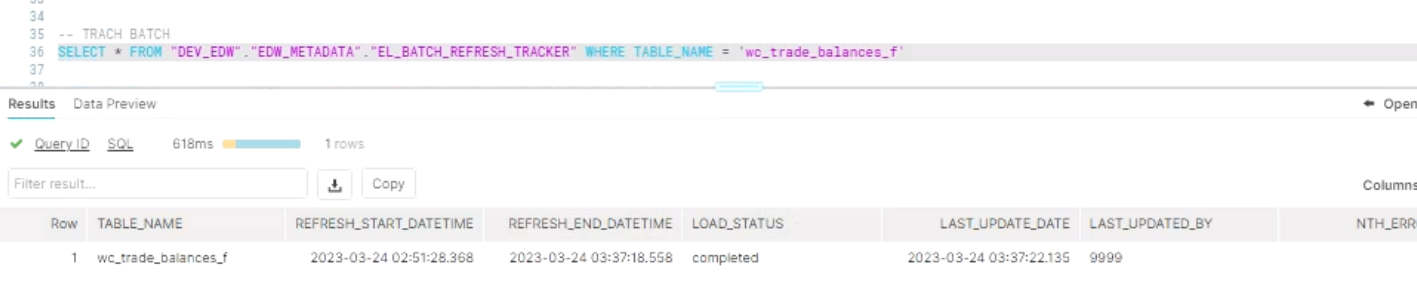 34
35 -- TRACH BATCH
36 SELECT * FROM "DEV_EDW"."EDW_METADATA"."EL_BATCH_REFRESH_TRACKER" WHERE TABLE_NAME = 'wc_trade_balances_f'
37
Results Data Preview Open
Query ID SQL 618ms 1 rows
Filter result... Copy
Columns
Row TABLE_NAME REFRESH_START_DATETIME REFRESH_END_DATETIME LOAD_STATUS LAST_UPDATE_DATE LAST_UPDATED_BY NTH_ERR
1 wc_trade_balances_f 2023-03-24 02:51:28.368 2023-03-24 03:37:18.558 completed 2023-03-24 03:37:22.135 9999